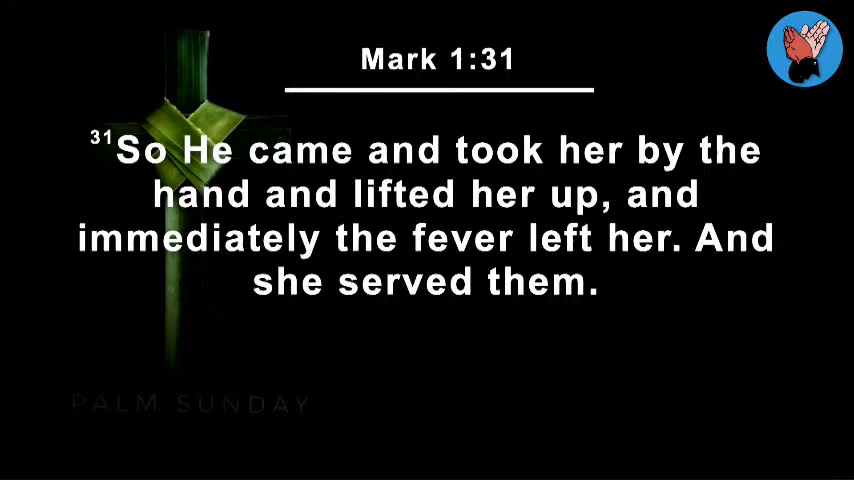 Mark 1:31
31So He came and took her by the
hand and lifted her up, and
immediately the fever left her. And
she served them.
PALM SUNDAY